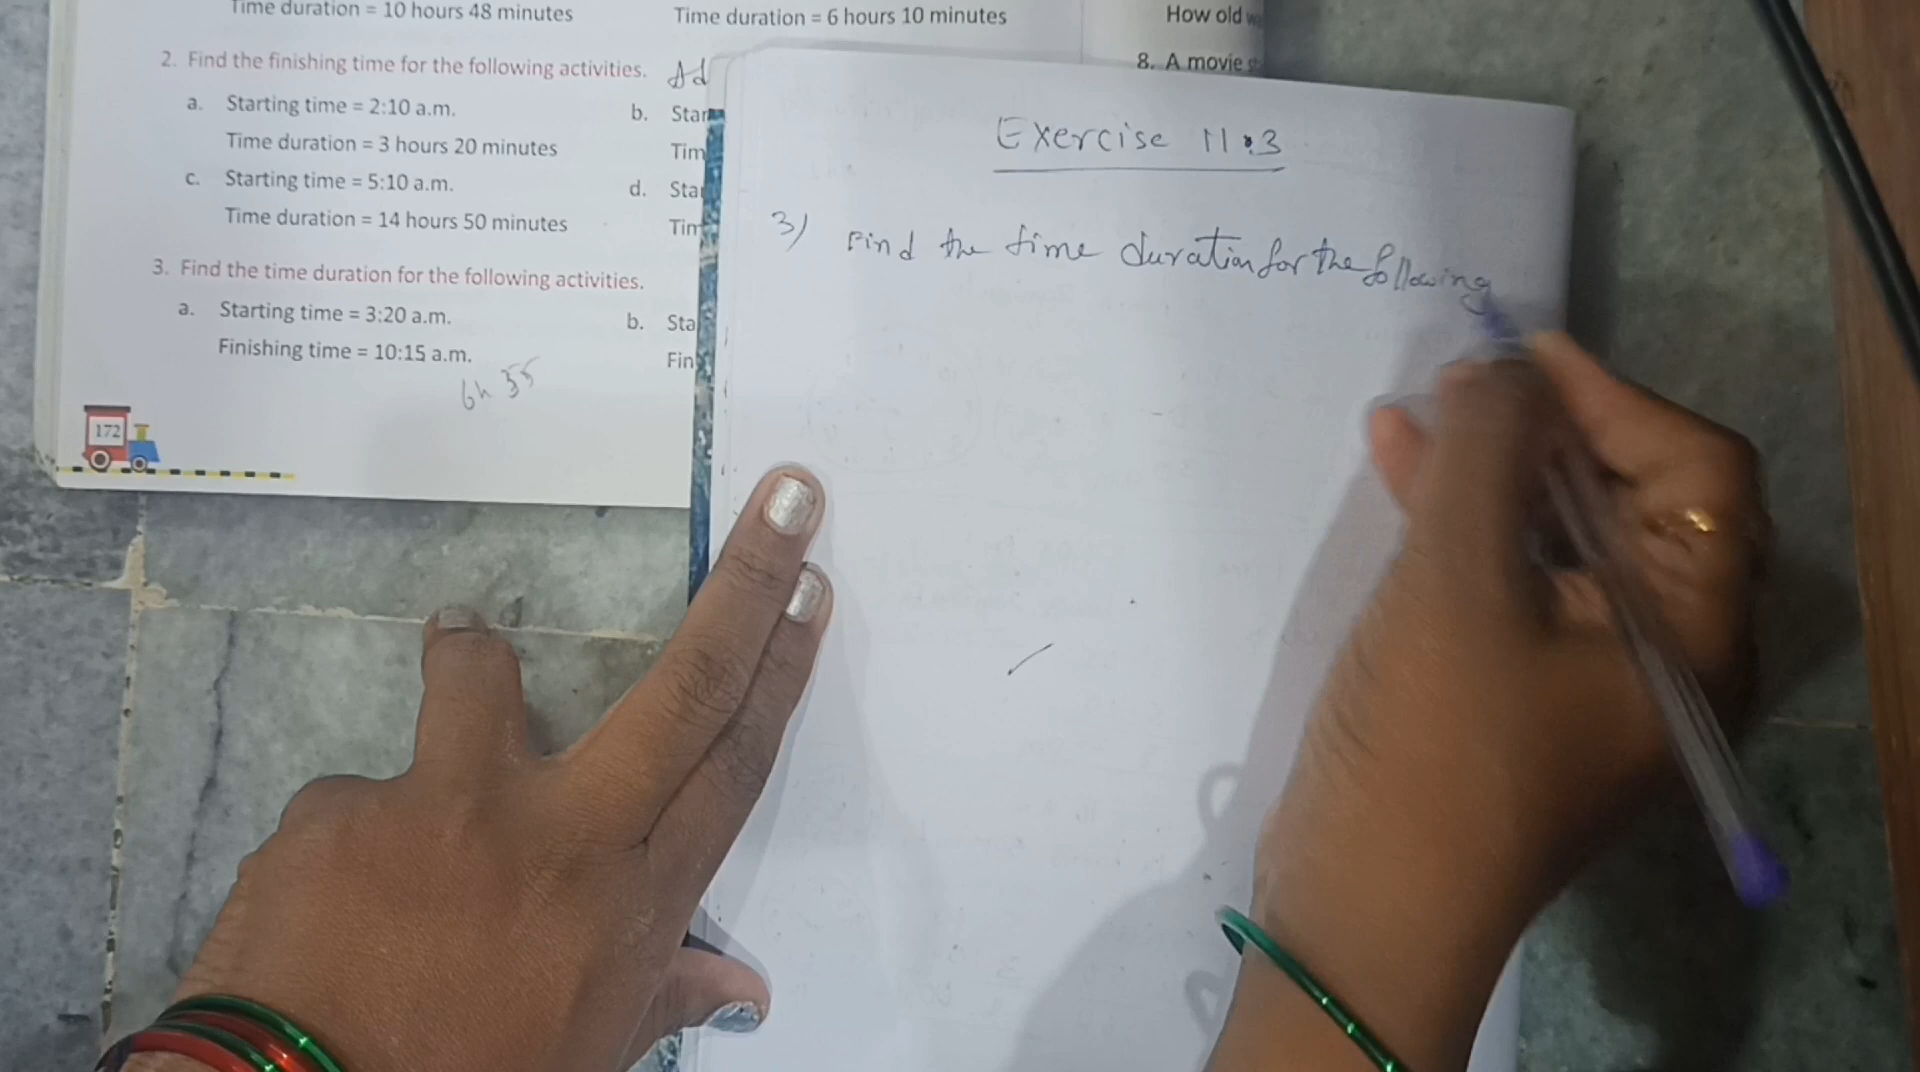 Time duration = 10 hours 48 minutes
Time duration = 6 hours 10 minutes
How old
2. Find the finishing time for the following activities.
Ad
8. A movie
a. Starting time = 2:10 a.m.
b. Star
Time duration = 3 hours 20 minutes
Tim
c. Starting time = 5:10 a.m.
d. Sta
Time duration = 14 hours 50 minutes
Tim
3. Find the time duration for the following activities.
a. Starting time = 3:20 a.m.
b. Sta
Finishing time = 10:15 a.m.
Fin
6h 55
172
Exercise 11.3
3) Find the time duration for the following